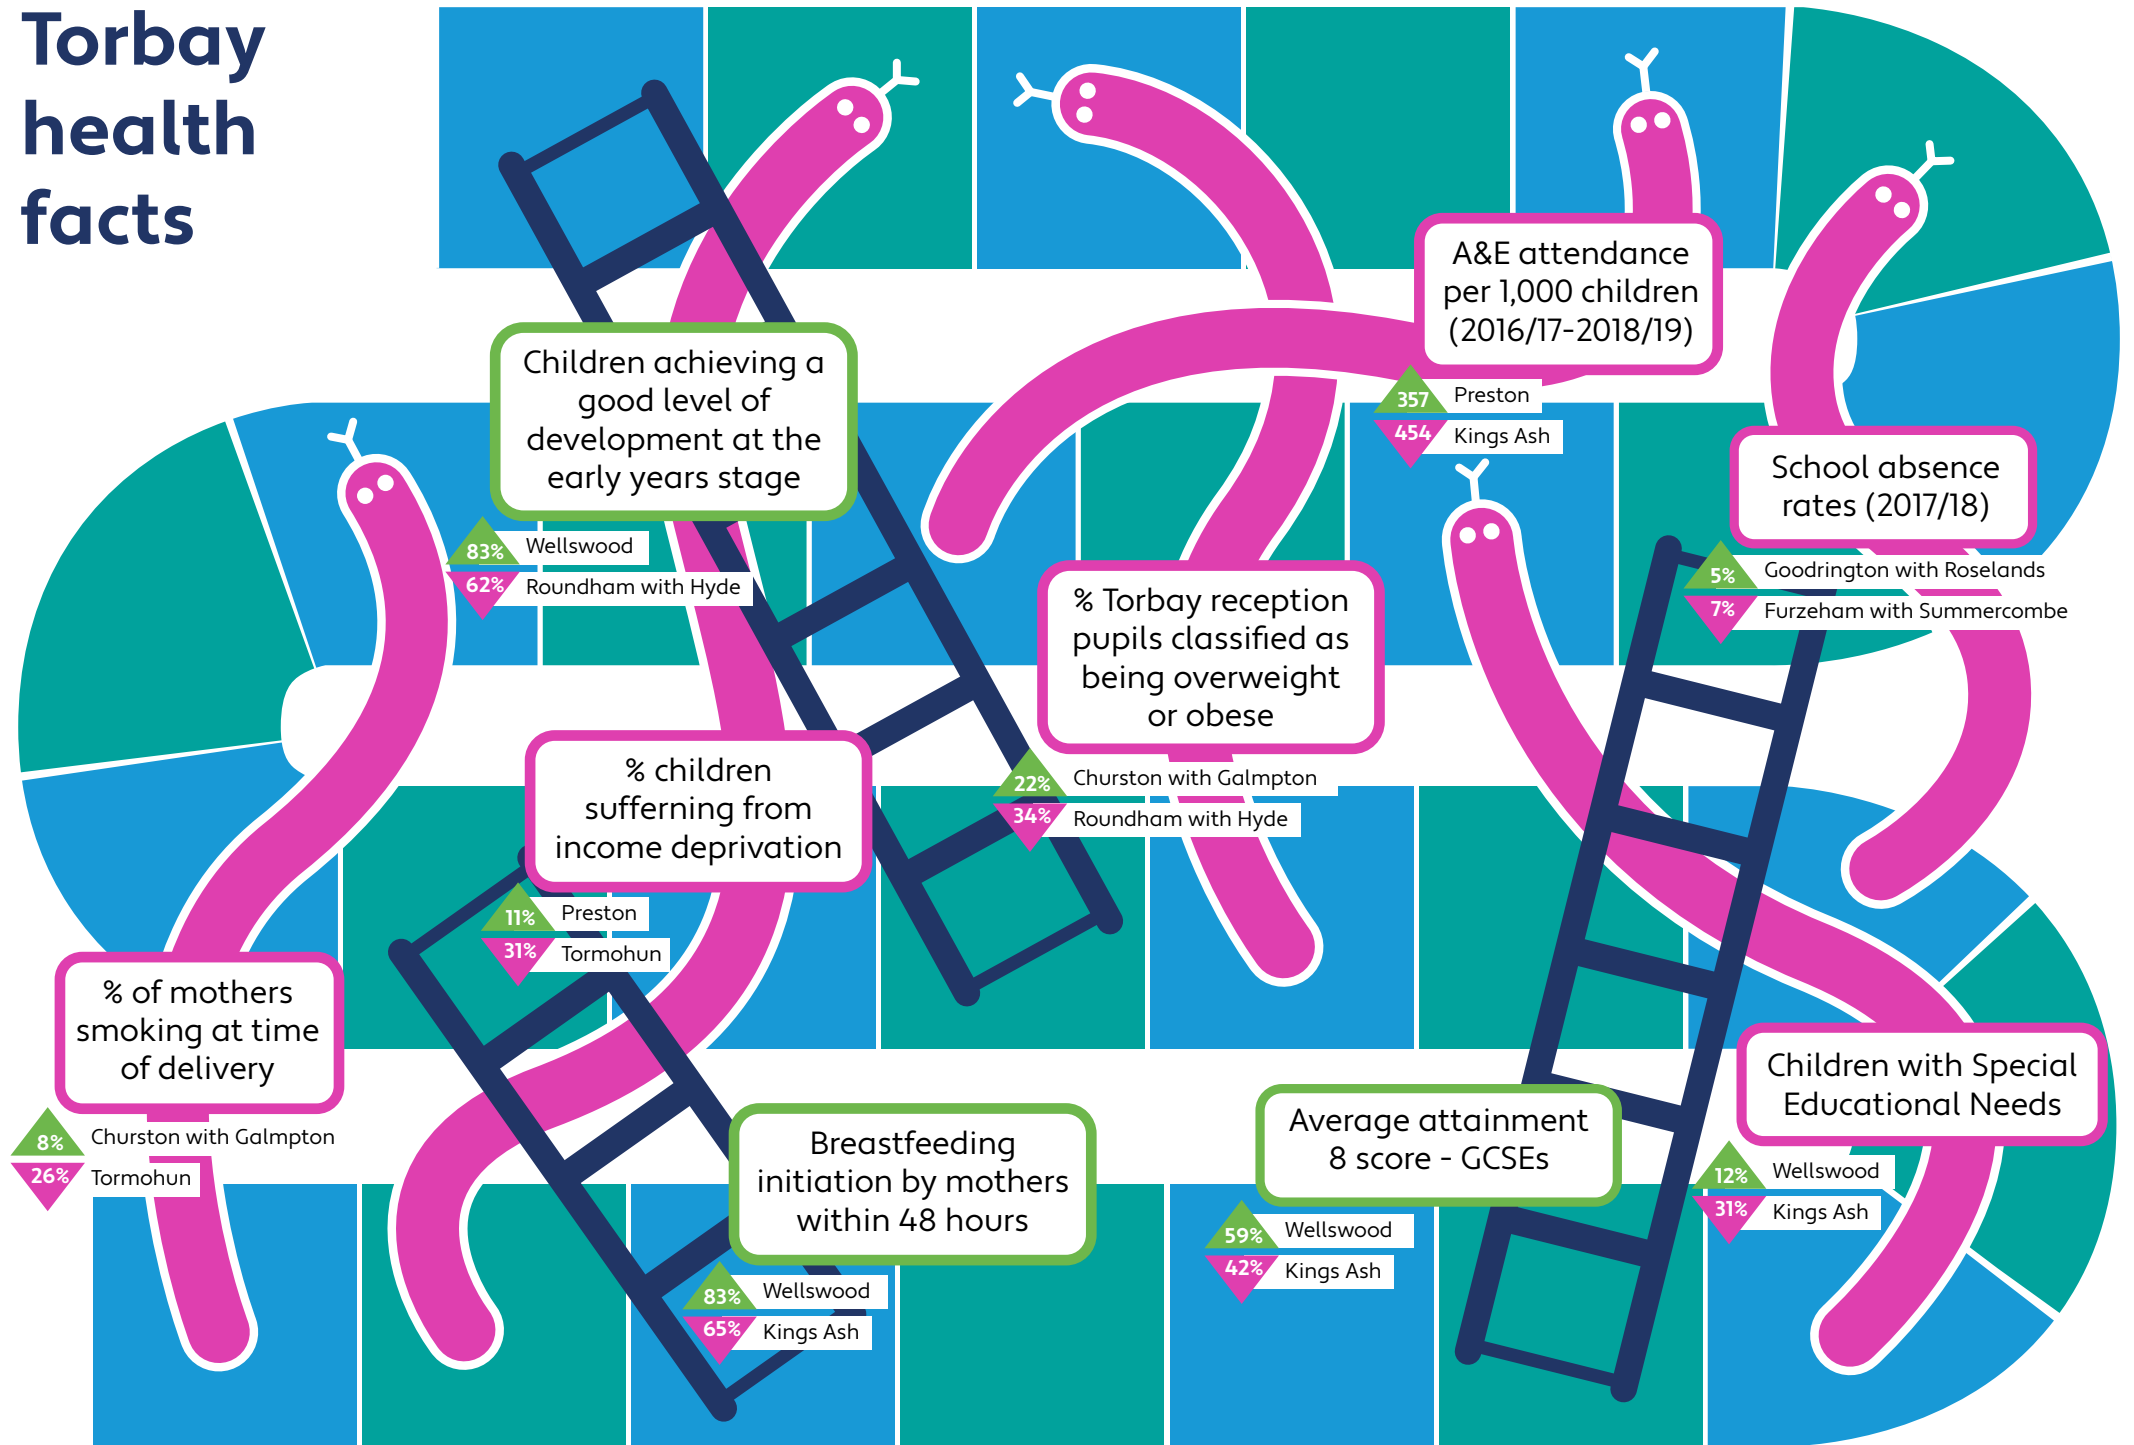 Torbay
health
facts
A&E attendance
per 1,000 children
(2016/17-2018/19)
357 Preston
454 Kings Ash
Children achieving a
good level of
development at the
early years stage
83% Wellswood
62% Roundham with Hyde
School absence
rates (2017/18)
5% Goodrington with Roselands
7% Furzeham with Summercombe
% Torbay reception
pupils classified as
being overweight
or obese
22% Churston with Galmpton
34% Roundham with Hyde
% children
sufferning from
income deprivation
11% Preston
31% Tormohun
% of mothers
smoking at time
of delivery
8% Churston with Galmpton
26% Tormohun
Breastfeeding
initiation by mothers
within 48 hours
83% Wellswood
65% Kings Ash
Average attainment
8 score - GCSEs
59% Wellswood
42% Kings Ash
Children with Special
Educational Needs
12% Wellswood
31% Kings Ash